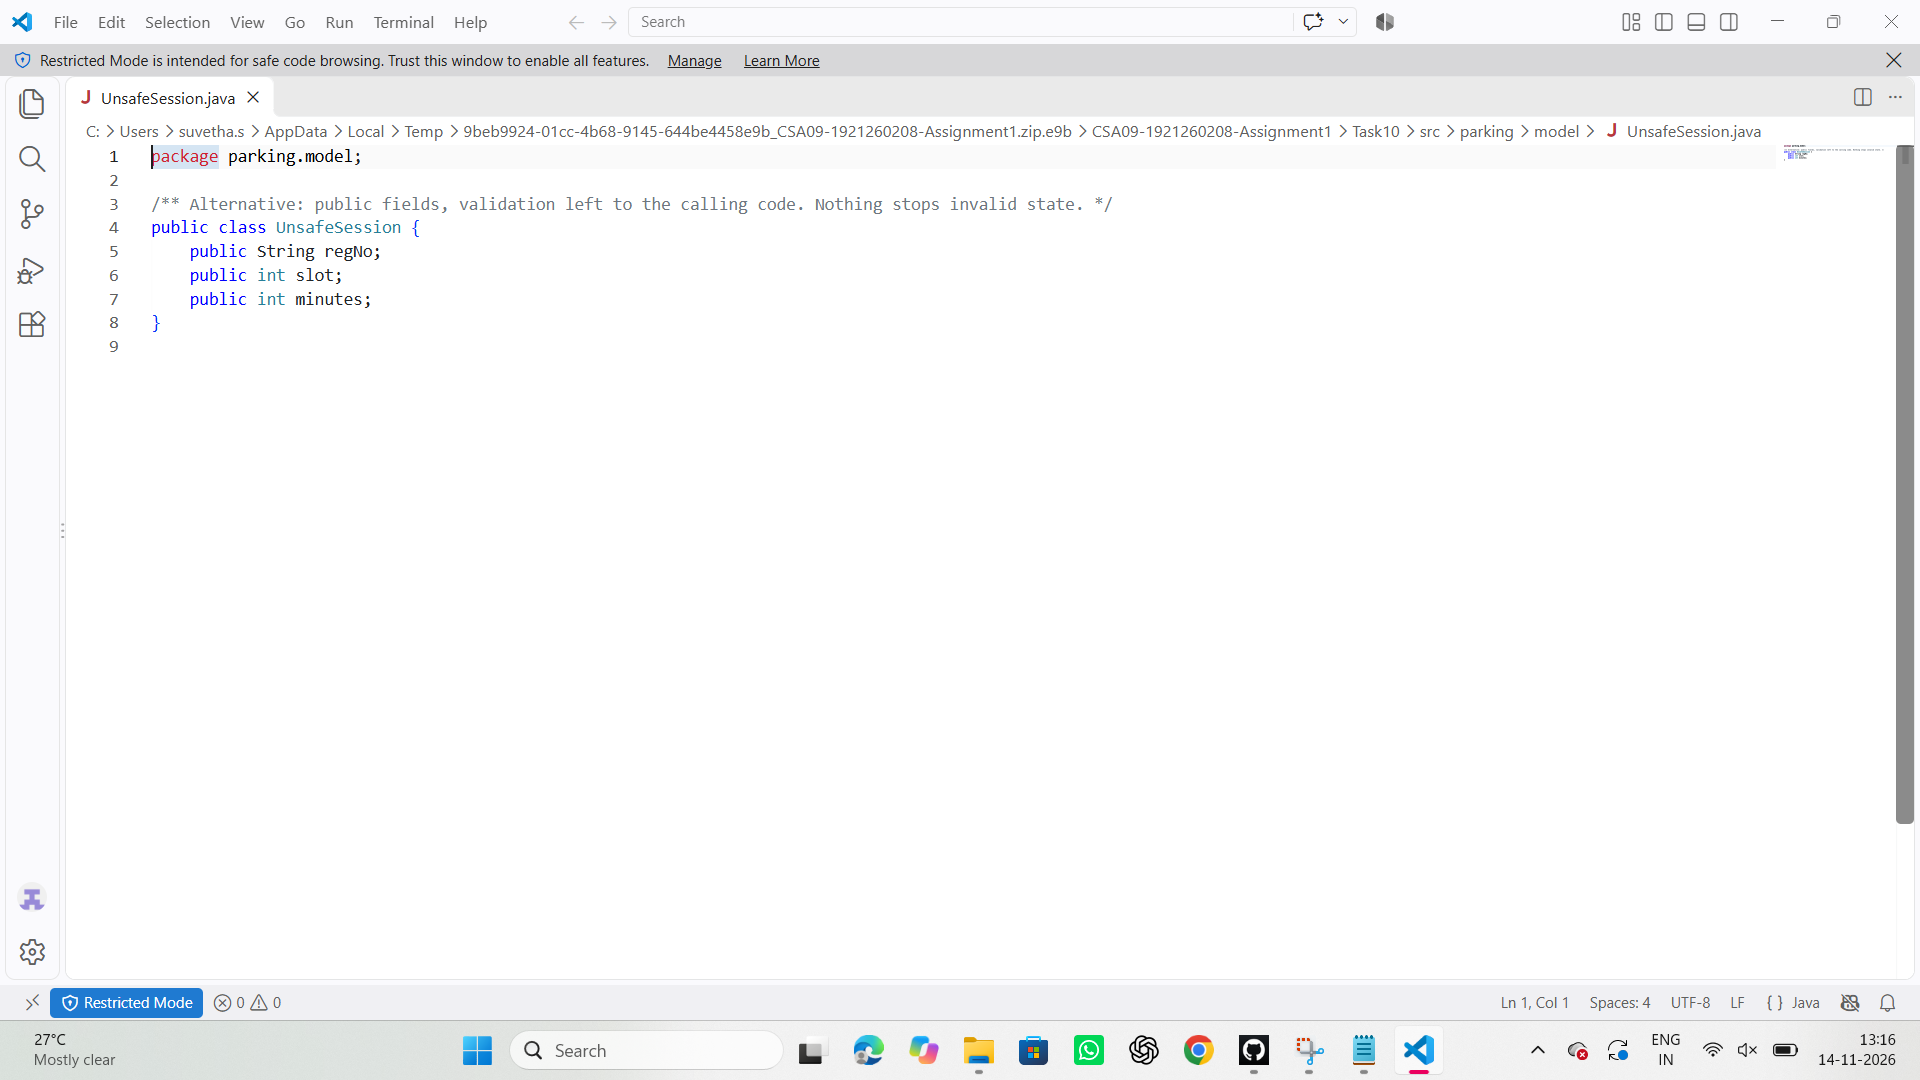 File Edit Selection View Go Run Terminal Help Search
Restricted Mode is intended for safe code browsing. Trust this window to enable all features. Manage Learn More
J UnsafeSession.java
C: > Users > suvetha.s > AppData > Local > Temp > 9beb9924-01cc-4b68-9145-644be4458e9b_CSA09-1921260208-Assignment1.zip.e9b > CSA09-1921260208-Assignment1 > Task10 > src > parking > model > J UnsafeSession.java
1 package parking.model;
2
3 /** Alternative: public fields, validation left to the calling code. Nothing stops invalid state. */
4 public class UnsafeSession {
5     public String regNo;
6     public int slot;
7     public int minutes;
8 }
9
Restricted Mode 0 0 Ln 1, Col 1 Spaces: 4 UTF-8 LF { } Java
27°C
Mostly clear
Search
ENG
IN
13:16
14-11-2026